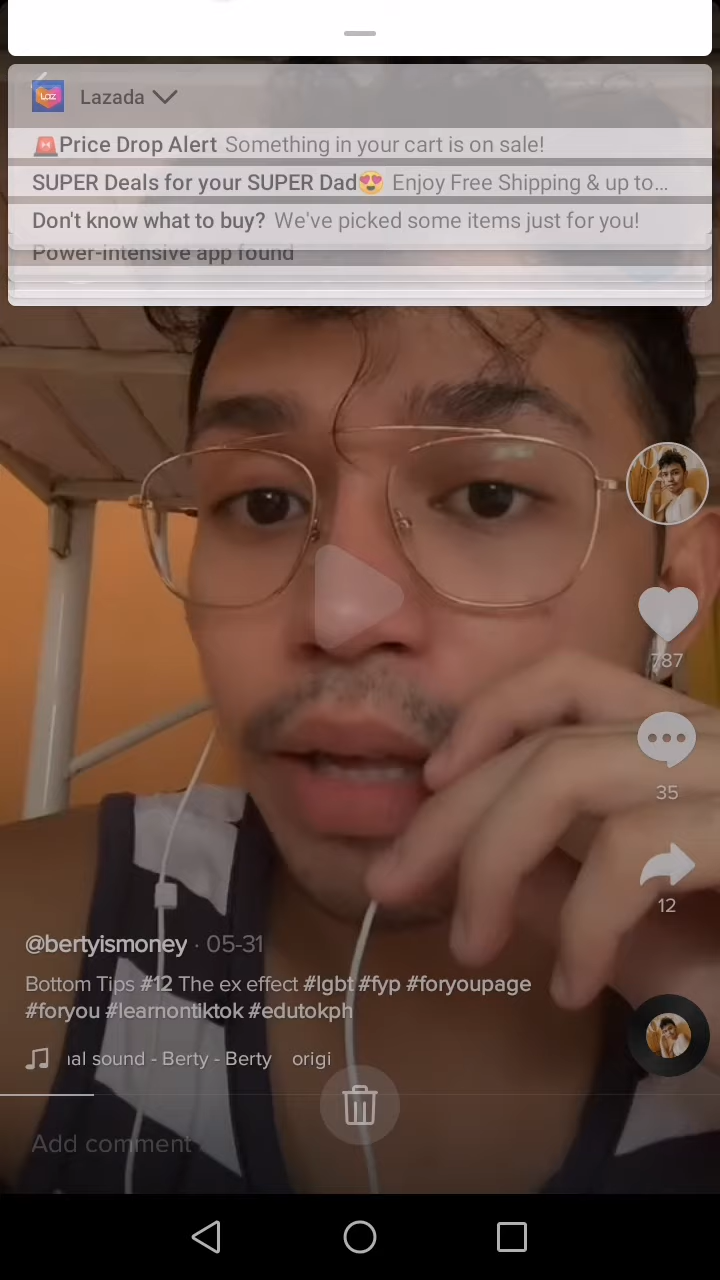 Lazada
🚨Price Drop Alert Something in your cart is on sale!
SUPER Deals for your SUPER Dad😍 Enjoy Free Shipping & up to...
Don't know what to buy? We've picked some items just for you!
Power-intensive app found
787
35
12
@bertyismoney · 05-31
Bottom Tips #12 The ex effect #lgbt #fyp #foryoupage
#foryou #learnontiktok #edutokph
ıal sound - Berty - Berty origi
Add comment